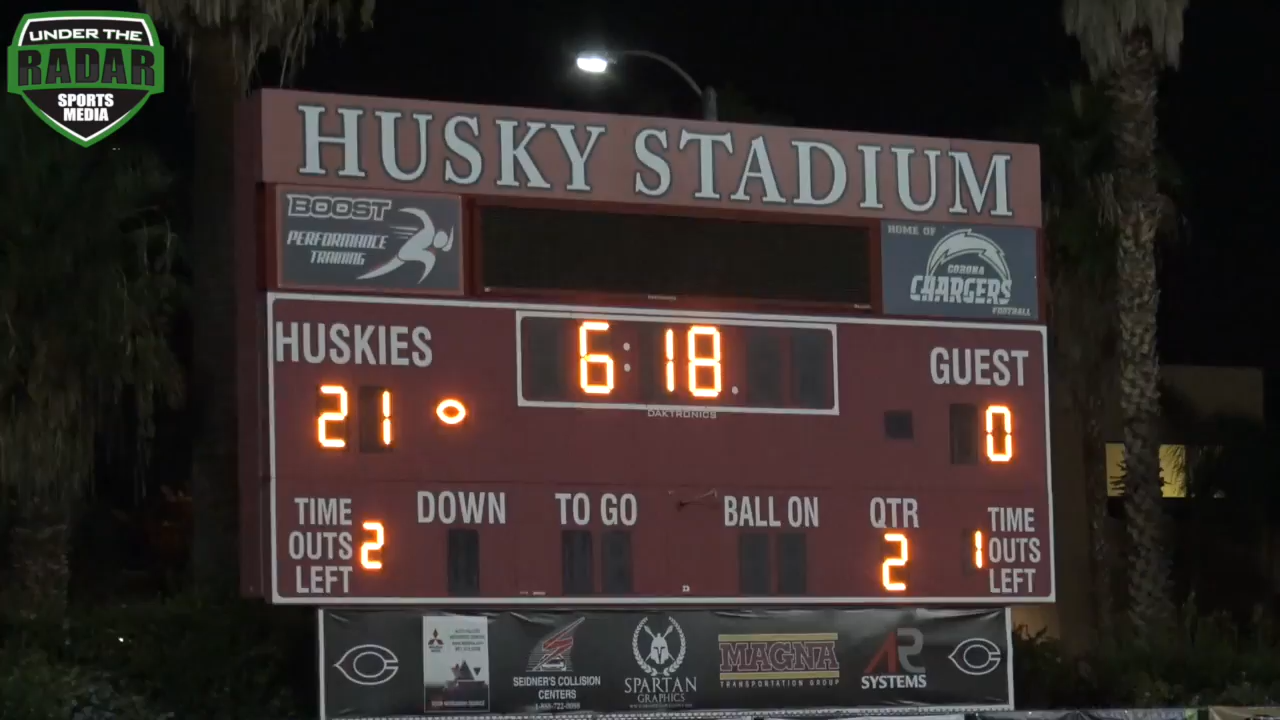 UNDER THE
RADAR
SPORTS
MEDIA
HUSKY STADIUM
BOOST
PERFORMANCE
TRAINING
HOME OF
CORONA
CHARGERS
FOOTBALL
HUSKIES
6:18.
GUEST
DAKTRONICS
21
0
TIME
OUTS 2
LEFT
DOWN
TO GO
BALL ON
QTR
2
TIME
1 OUTS
LEFT
SEIDNER'S COLLISION
CENTERS
SPARTAN
GRAPHICS
MAGNA
TRANSPORTATION GROUP
AR
SYSTEMS